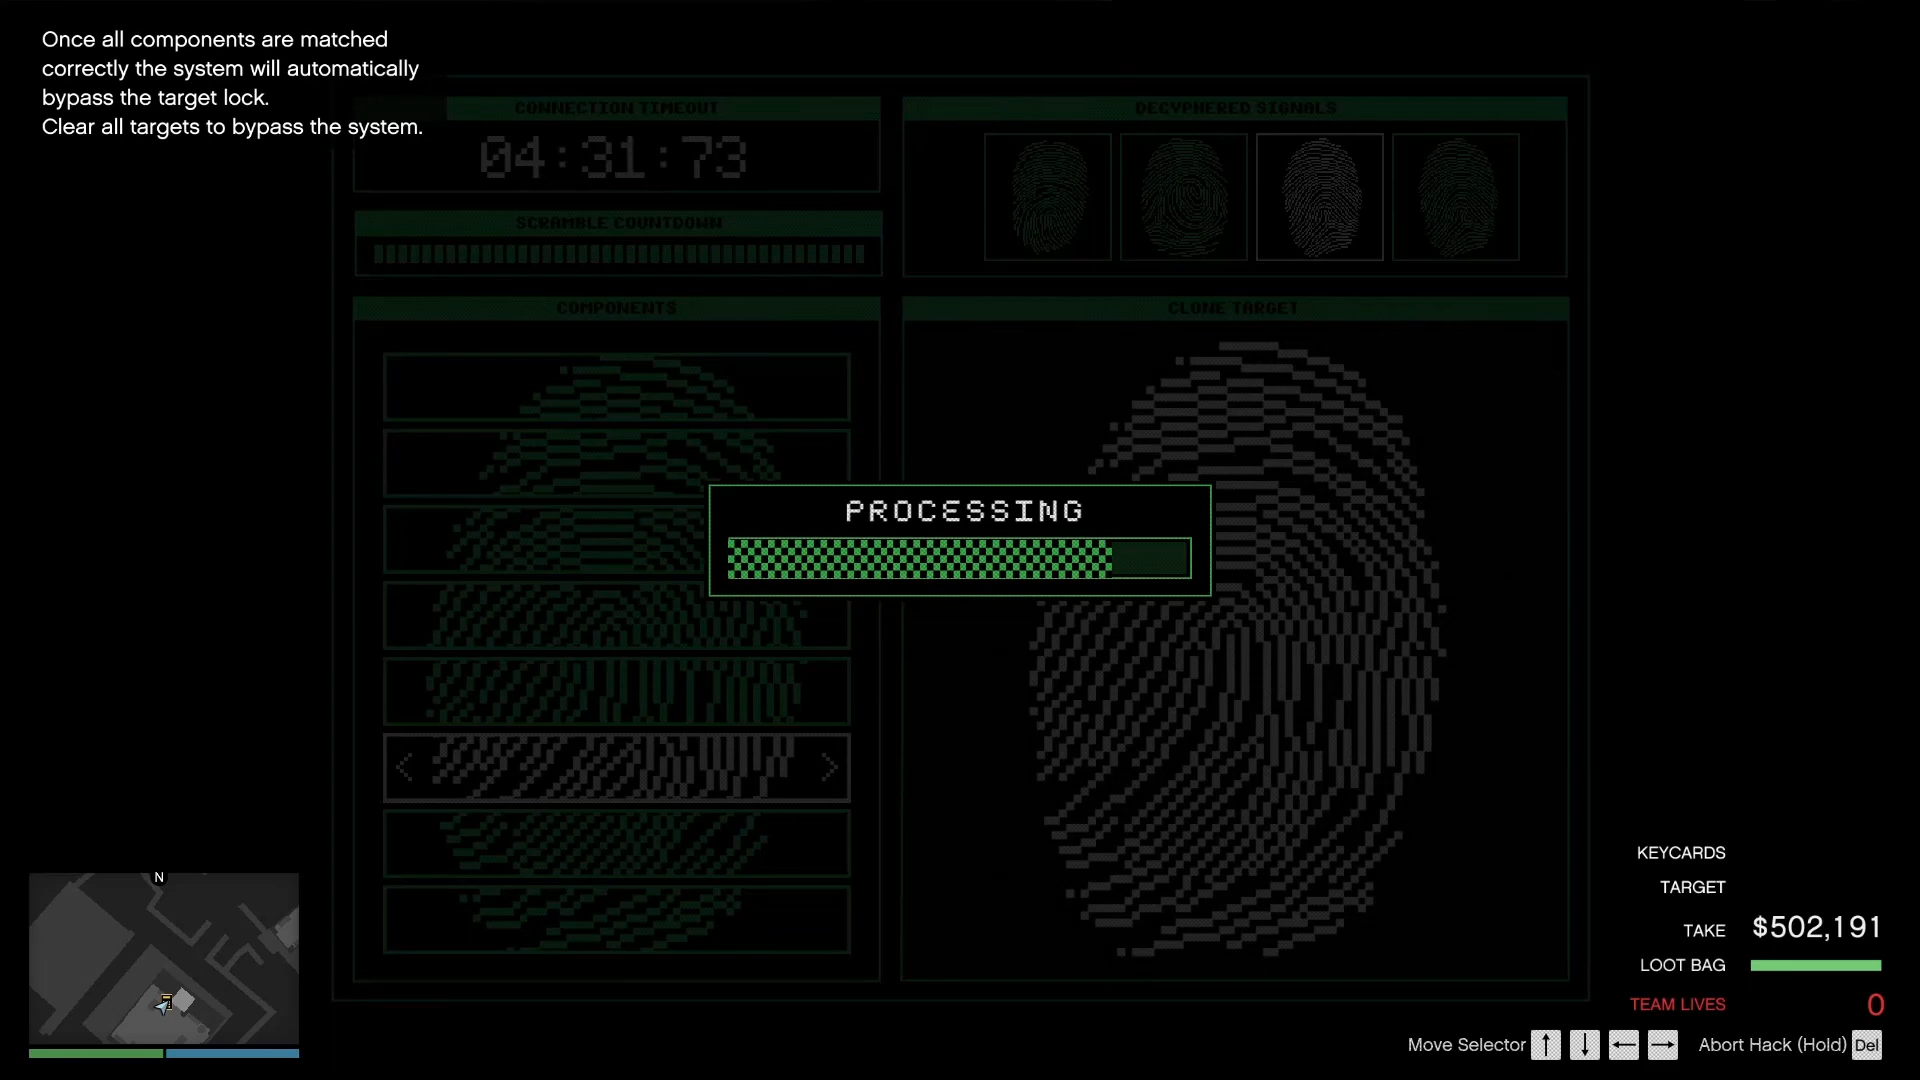 Once all components are matched
correctly the system will automatically
bypass the target lock.
Clear all targets to bypass the system.
CONNECTION TIMEOUT
04:31:73
SCRAMBLE COUNTDOWN
COMPONENTS
DECYPHERED SIGNALS
CLONE TARGET
PROCESSING
N
KEYCARDS
TARGET
TAKE $502,191
LOOT BAG
TEAM LIVES 0
Move Selector ↑ ↓ ← → Abort Hack (Hold) Del